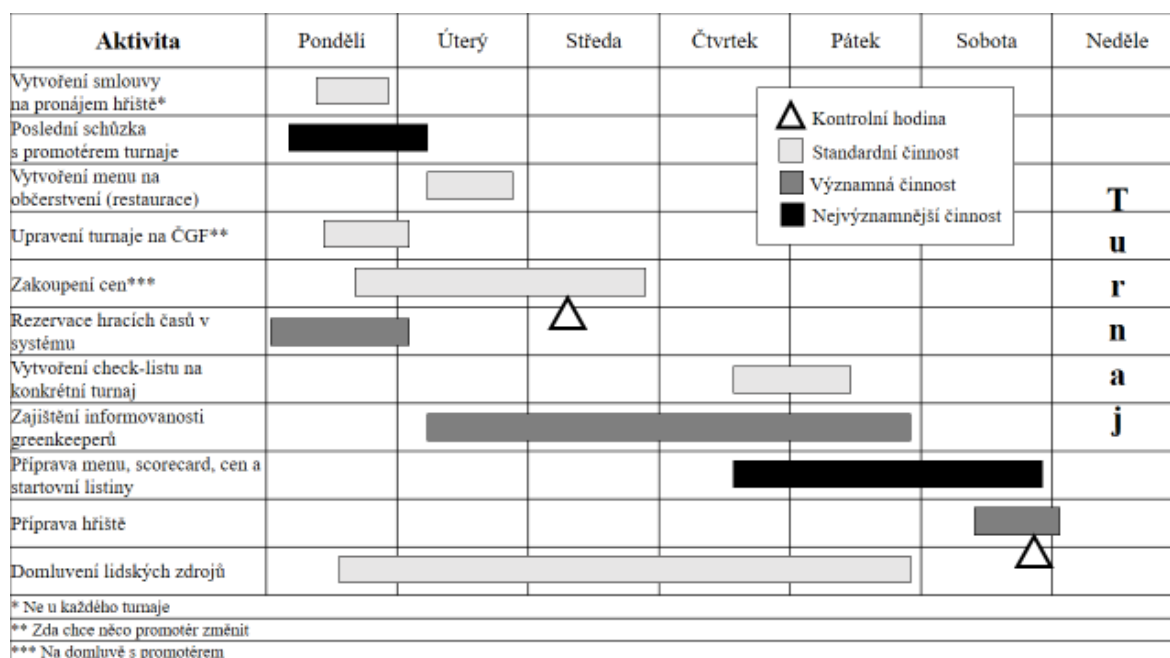 Aktivita Pondělí Úterý Středa Čtvrtek Pátek Sobota Neděle
Vytvoření smlouvy
na pronájem hřiště*
Poslední schůzka
s promotérem turnaje
Vytvoření menu na
občerstvení (restaurace)
Upravení turnaje na ČGF**
Zakoupení cen***
Rezervace hracích časů v
systému
Vytvoření check-listu na
konkrétní turnaj
Zajištění informovanosti
greenkeeperů
Příprava menu, scorecard, cen a
startovní listiny
Příprava hřiště
Domluvení lidských zdrojů
Kontrolní hodina
Standardní činnost
Významná činnost
Nejvýznamnější činnost
T
u
r
n
a
j
* Ne u každého turnaje
** Zda chce něco promotér změnit
*** Na domluvě s promotérem